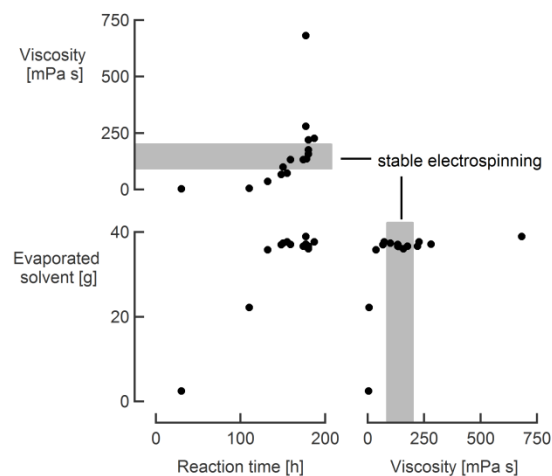 750
Viscosity
[mPa s]
500
250
stable electrospinning
0
40
Evaporated
solvent [g]
20
0
0 100 200 0 250 500 750
Reaction time [h] Viscosity [mPa s]